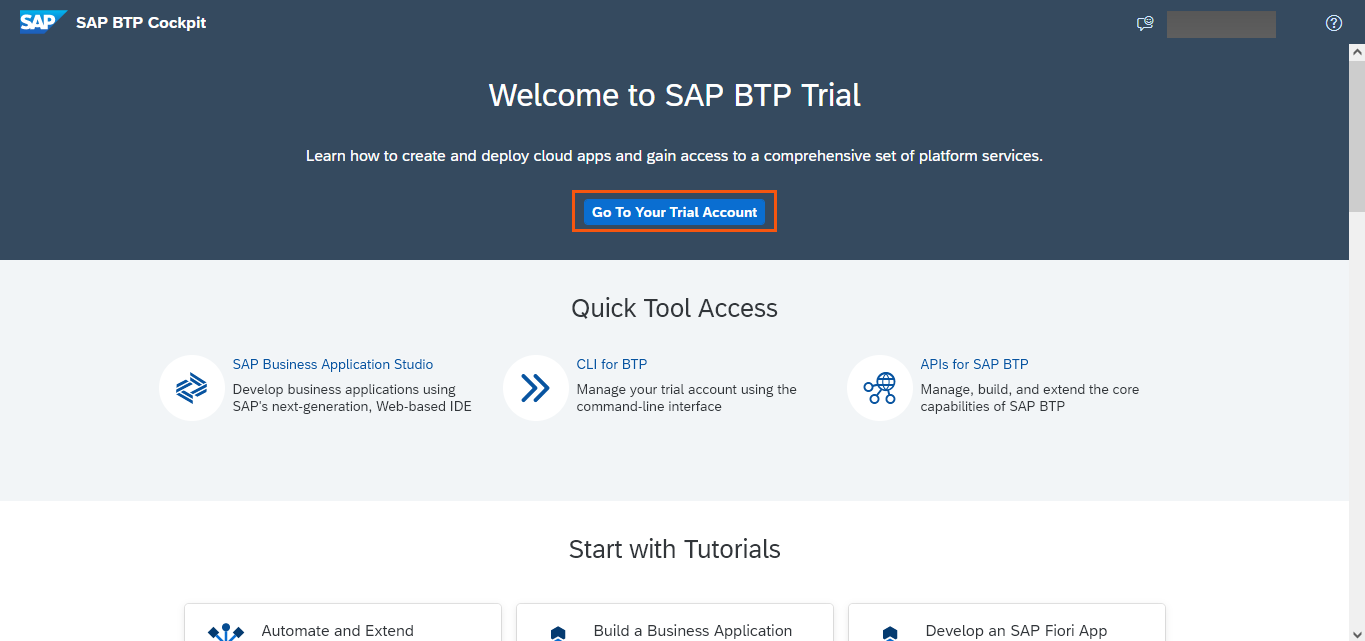 SAP SAP BTP Cockpit
Welcome to SAP BTP Trial
Learn how to create and deploy cloud apps and gain access to a comprehensive set of platform services.
Go To Your Trial Account
Quick Tool Access
SAP Business Application Studio
Develop business applications using
SAP's next-generation, Web-based IDE
CLI for BTP
Manage your trial account using the
command-line interface
APIs for SAP BTP
Manage, build, and extend the core
capabilities of SAP BTP
Start with Tutorials
Automate and Extend
Build a Business Application
Develop an SAP Fiori App